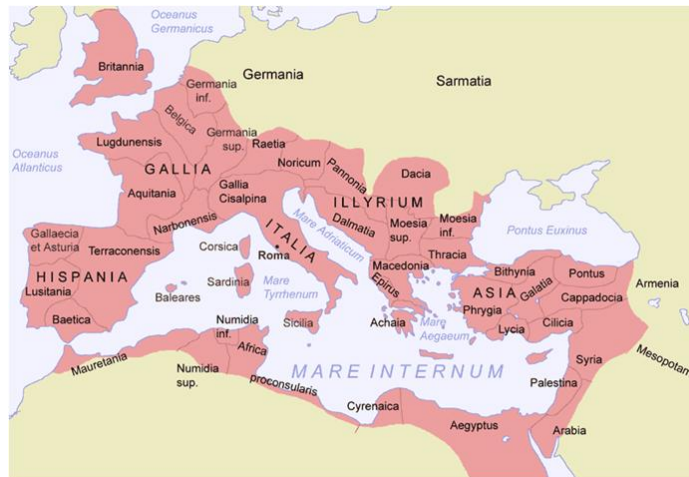 Oceanus
Germanicus
Britannia
Germania
Sarmatia
Germania
inf.
Belgica
Lugdunensis
Germania
sup.
Raetia
Oceanus
Atlanticus
GALLIA
Noricum
Pannonia
Dacia
Aquitania
Gallia
Cisalpina
ILLYRIUM
Narbonensis
Dalmatia
Moesia
sup.
Moesia
inf.
Pontus Euxinus
Gallaecia
et Asturia
Terraconensis
Corsica
ITALIA
Roma
Mare Adriaticum
Thracia
Macedonia
Bithynia
Pontus
HISPANIA
Sardinia
Mare
Tyrrhenum
Epirus
ASIA
Galatia
Cappadocia
Armenia
Lusitania
Baleares
Phrygia
Baetica
Numidia
inf.
Sicilia
Achaia
Mare
Aegaeum
Lycia
Cilicia
Mauretania
Africa
Numidia
sup.
proconsularis
MARE INTERNUM
Syria
Mesopotam
Palestina
Cyrenaica
Aegyptus
Arabia